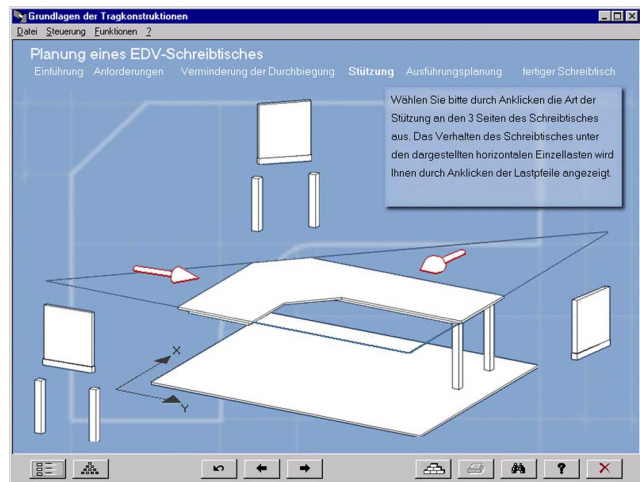 Grundlagen der Tragkonstruktionen
Datei Steuerung Funktionen ?
Planung eines EDV-Schreibtisches
Einführung Anforderungen Verminderung der Durchbiegung Stützung Ausführungsplanung fertiger Schreibtisch
Wählen Sie bitte durch Anklicken die Art der
Stützung an den 3 Seiten des Schreibtisches
aus. Das Verhalten des Schreibtisches unter
den dargestellten horizontalen Einzellasten wird
Ihnen durch Anklicken der Lastpfeile angezeigt.
X
Y
?